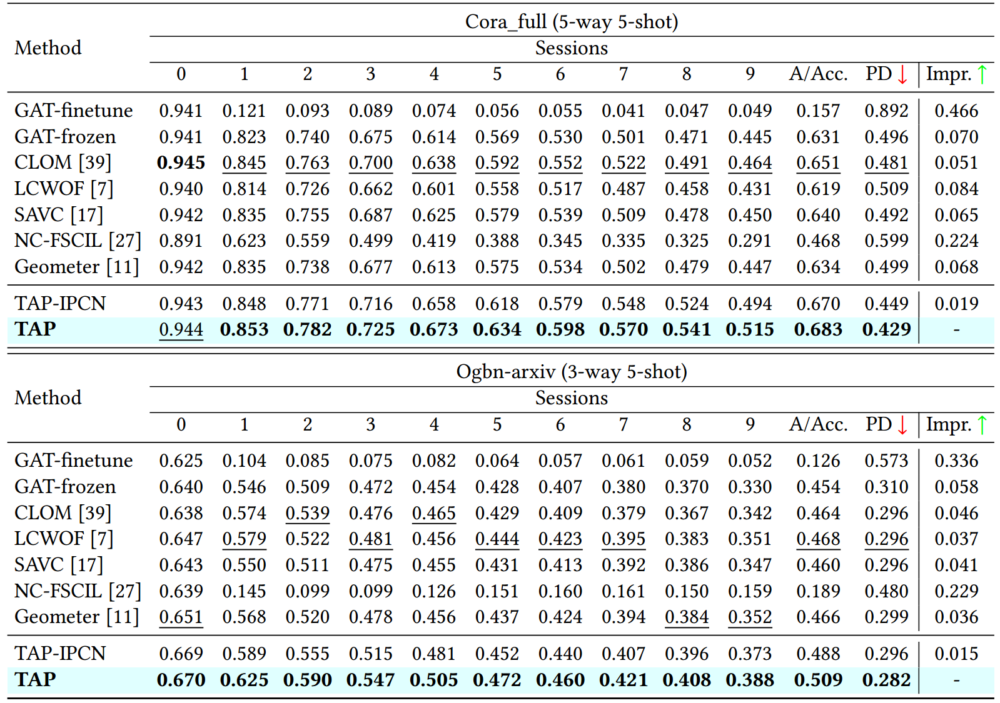 Cora_full (5-way 5-shot)
Method
Sessions
0 1 2 3 4 5 6 7 8 9 A/Acc. PD ↓ Impr. ↑
GAT-finetune 0.941 0.121 0.093 0.089 0.074 0.056 0.055 0.041 0.047 0.049 0.157 0.892 0.466
GAT-frozen 0.941 0.823 0.740 0.675 0.614 0.569 0.530 0.501 0.471 0.445 0.631 0.496 0.070
CLOM [39] 0.945 0.845 0.763 0.700 0.638 0.592 0.552 0.522 0.491 0.464 0.651 0.481 0.051
LCWOF [7] 0.940 0.814 0.726 0.662 0.601 0.558 0.517 0.487 0.458 0.431 0.619 0.509 0.084
SAVC [17] 0.942 0.835 0.755 0.687 0.625 0.579 0.539 0.509 0.478 0.450 0.640 0.492 0.065
NC-FSCIL [27] 0.891 0.623 0.559 0.499 0.419 0.388 0.345 0.335 0.325 0.291 0.468 0.599 0.224
Geometer [11] 0.942 0.835 0.738 0.677 0.613 0.575 0.534 0.502 0.479 0.447 0.634 0.499 0.068
TAP-IPCN 0.943 0.848 0.771 0.716 0.658 0.618 0.579 0.548 0.524 0.494 0.670 0.449 0.019
TAP 0.944 0.853 0.782 0.725 0.673 0.634 0.598 0.570 0.541 0.515 0.683 0.429 -
Ogbn-arxiv (3-way 5-shot)
Method
Sessions
0 1 2 3 4 5 6 7 8 9 A/Acc. PD ↓ Impr. ↑
GAT-finetune 0.625 0.104 0.085 0.075 0.082 0.064 0.057 0.061 0.059 0.052 0.126 0.573 0.336
GAT-frozen 0.640 0.546 0.509 0.472 0.454 0.428 0.407 0.380 0.370 0.330 0.454 0.310 0.058
CLOM [39] 0.638 0.574 0.539 0.476 0.465 0.429 0.409 0.379 0.367 0.342 0.464 0.296 0.046
LCWOF [7] 0.647 0.579 0.522 0.481 0.456 0.444 0.423 0.395 0.383 0.351 0.468 0.296 0.037
SAVC [17] 0.643 0.550 0.511 0.475 0.455 0.431 0.413 0.392 0.386 0.347 0.460 0.296 0.041
NC-FSCIL [27] 0.639 0.145 0.099 0.099 0.126 0.151 0.160 0.161 0.150 0.159 0.189 0.480 0.229
Geometer [11] 0.651 0.568 0.520 0.478 0.456 0.437 0.424 0.394 0.384 0.352 0.466 0.299 0.036
TAP-IPCN 0.669 0.589 0.555 0.515 0.481 0.452 0.440 0.407 0.396 0.373 0.488 0.296 0.015
TAP 0.670 0.625 0.590 0.547 0.505 0.472 0.460 0.421 0.408 0.388 0.509 0.282 -